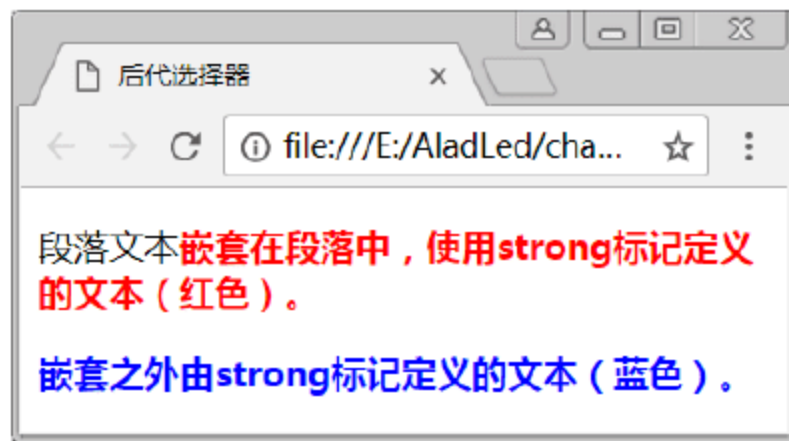 后代选择器
file:///E:/AladLed/cha...
段落文本嵌套在段落中，使用strong标记定义
的文本（红色）。
嵌套之外由strong标记定义的文本（蓝色）。